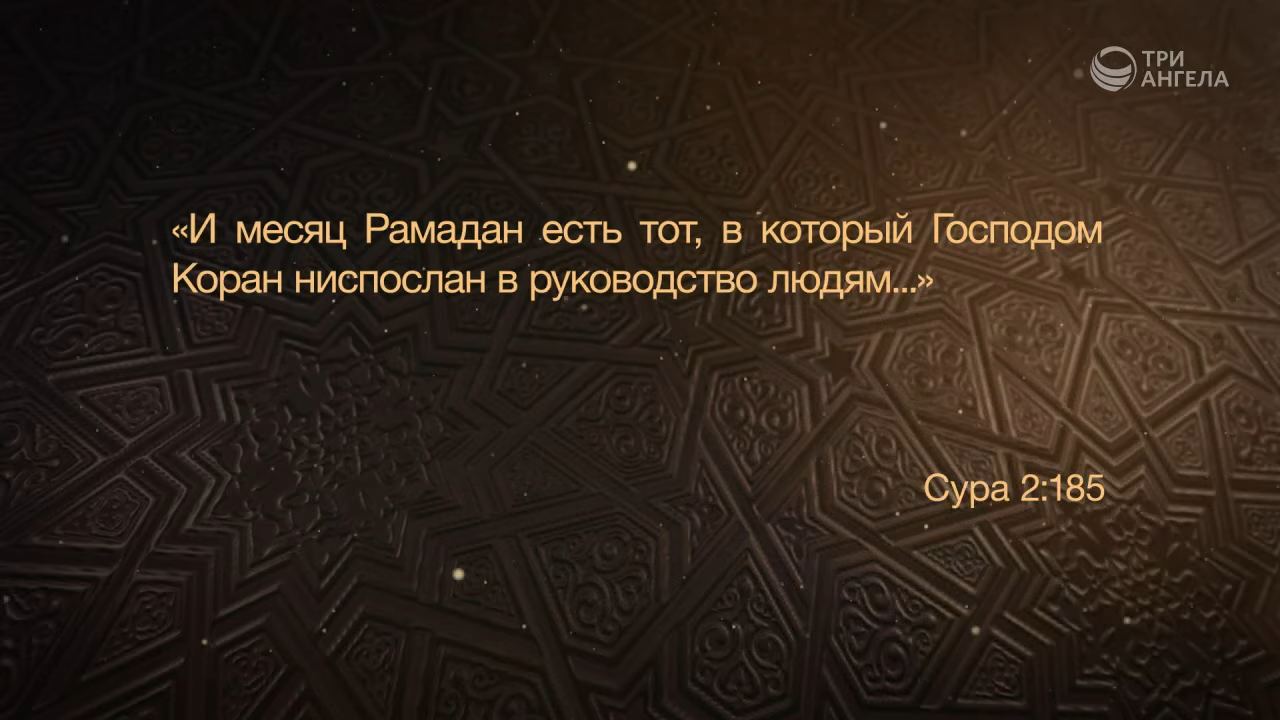 ТРИ
АНГЕЛА
«И месяц Рамадан есть тот, в который Господом
Коран ниспослан в руководство людям...»
Сура 2:185